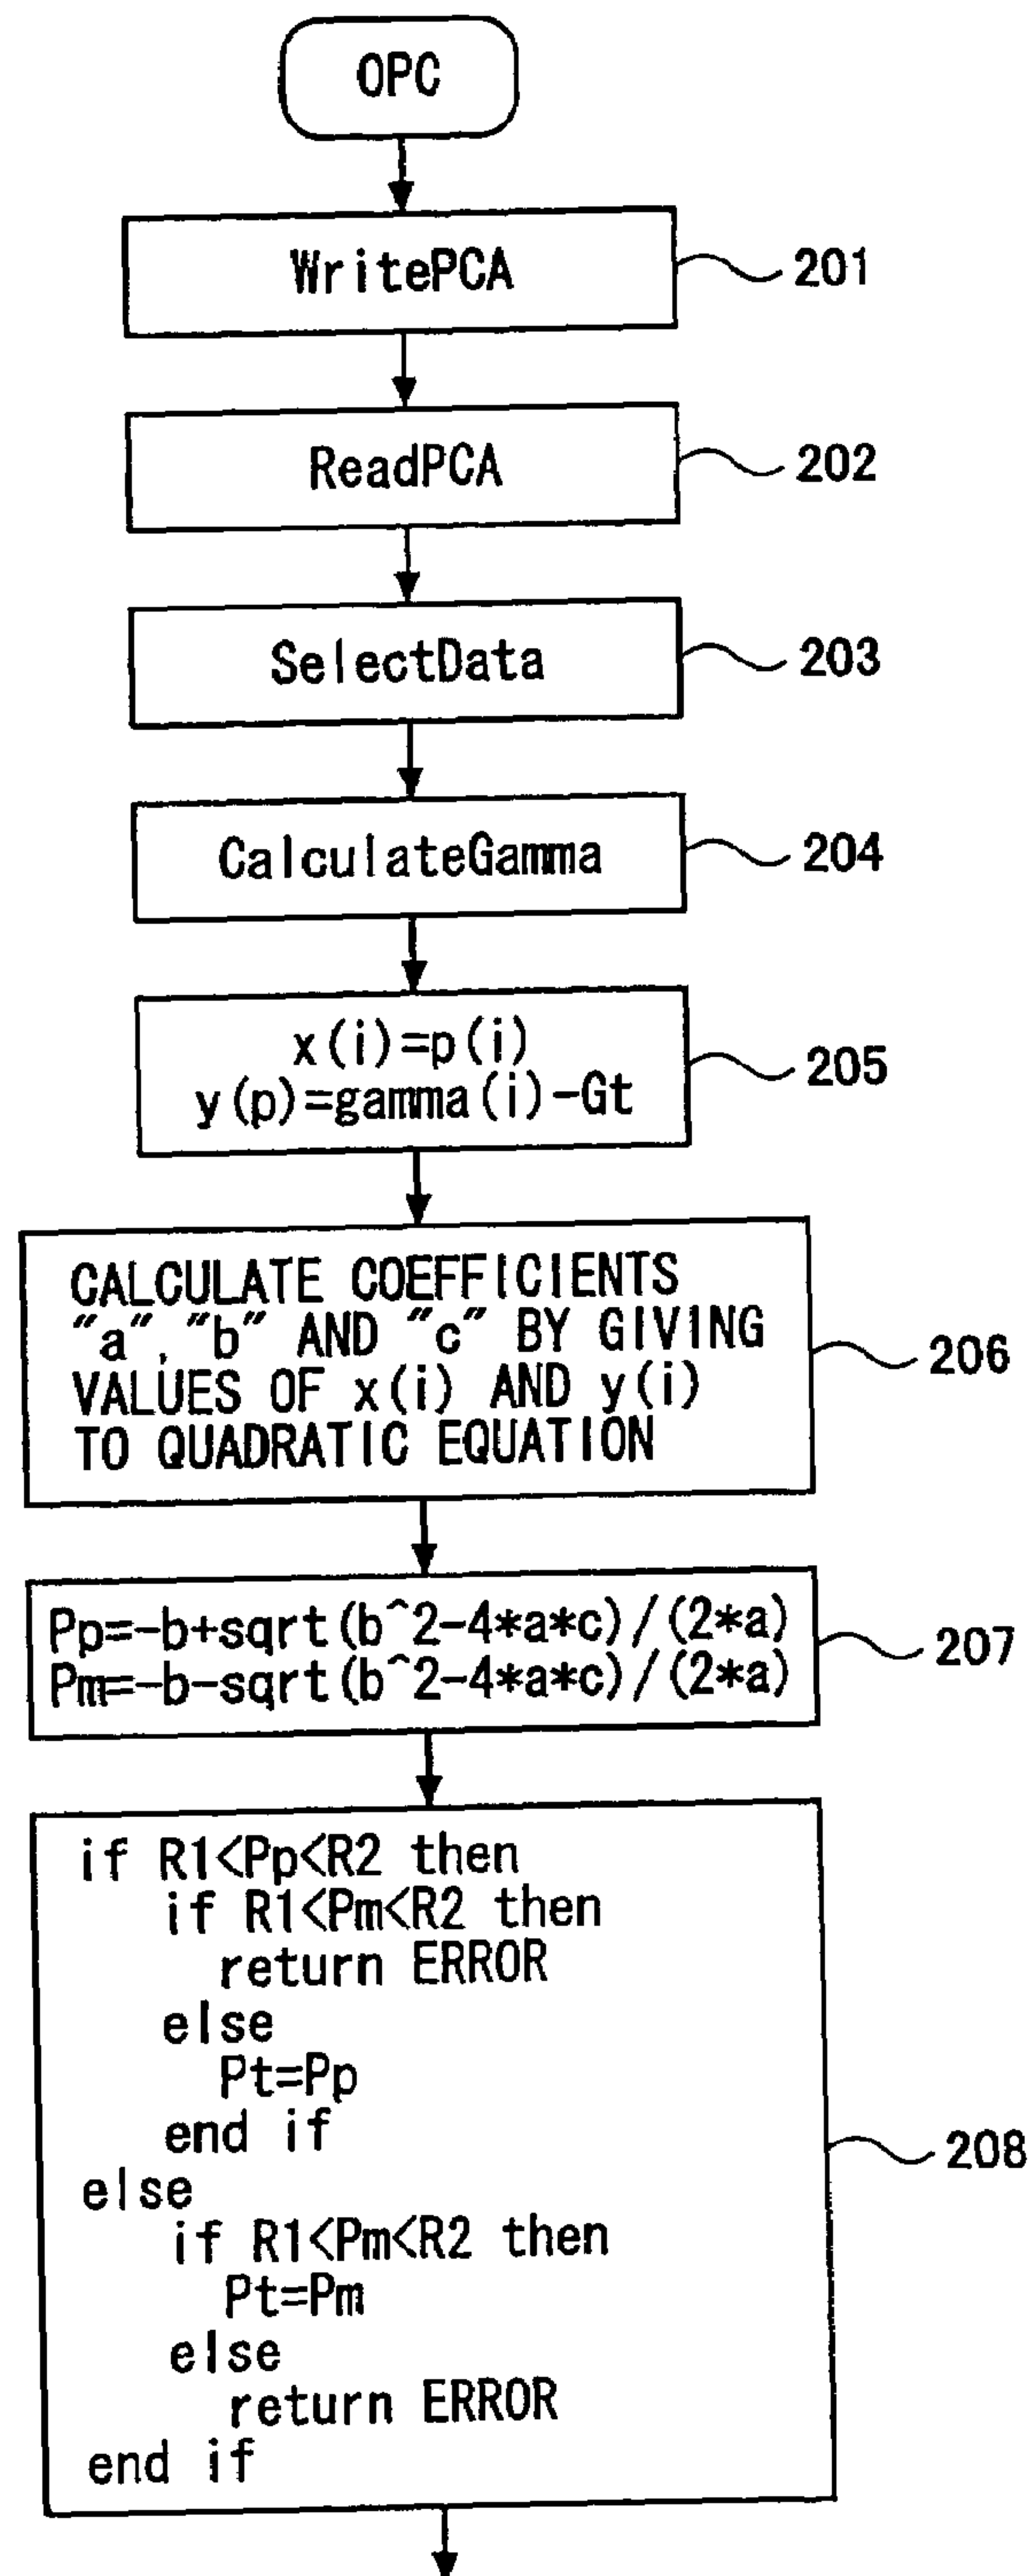 OPC
WritePCA
201
ReadPCA
202
SelectData
203
CalculateGamma
204
x(i)=p(i)
y(p)=gamma(i)-Gt
205
CALCULATE COEFFICIENTS
"a", "b" AND "c" BY GIVING
VALUES OF x(i) AND y(i)
TO QUADRATIC EQUATION
206
Pp=-b+sqrt(b^2-4*a*c)/(2*a)
Pm=-b-sqrt(b^2-4*a*c)/(2*a)
207
if R1<Pp<R2 then
if R1<Pm<R2 then
return ERROR
else
Pt=Pp
end if
else
if R1<Pm<R2 then
Pt=Pm
else
return ERROR
end if
208